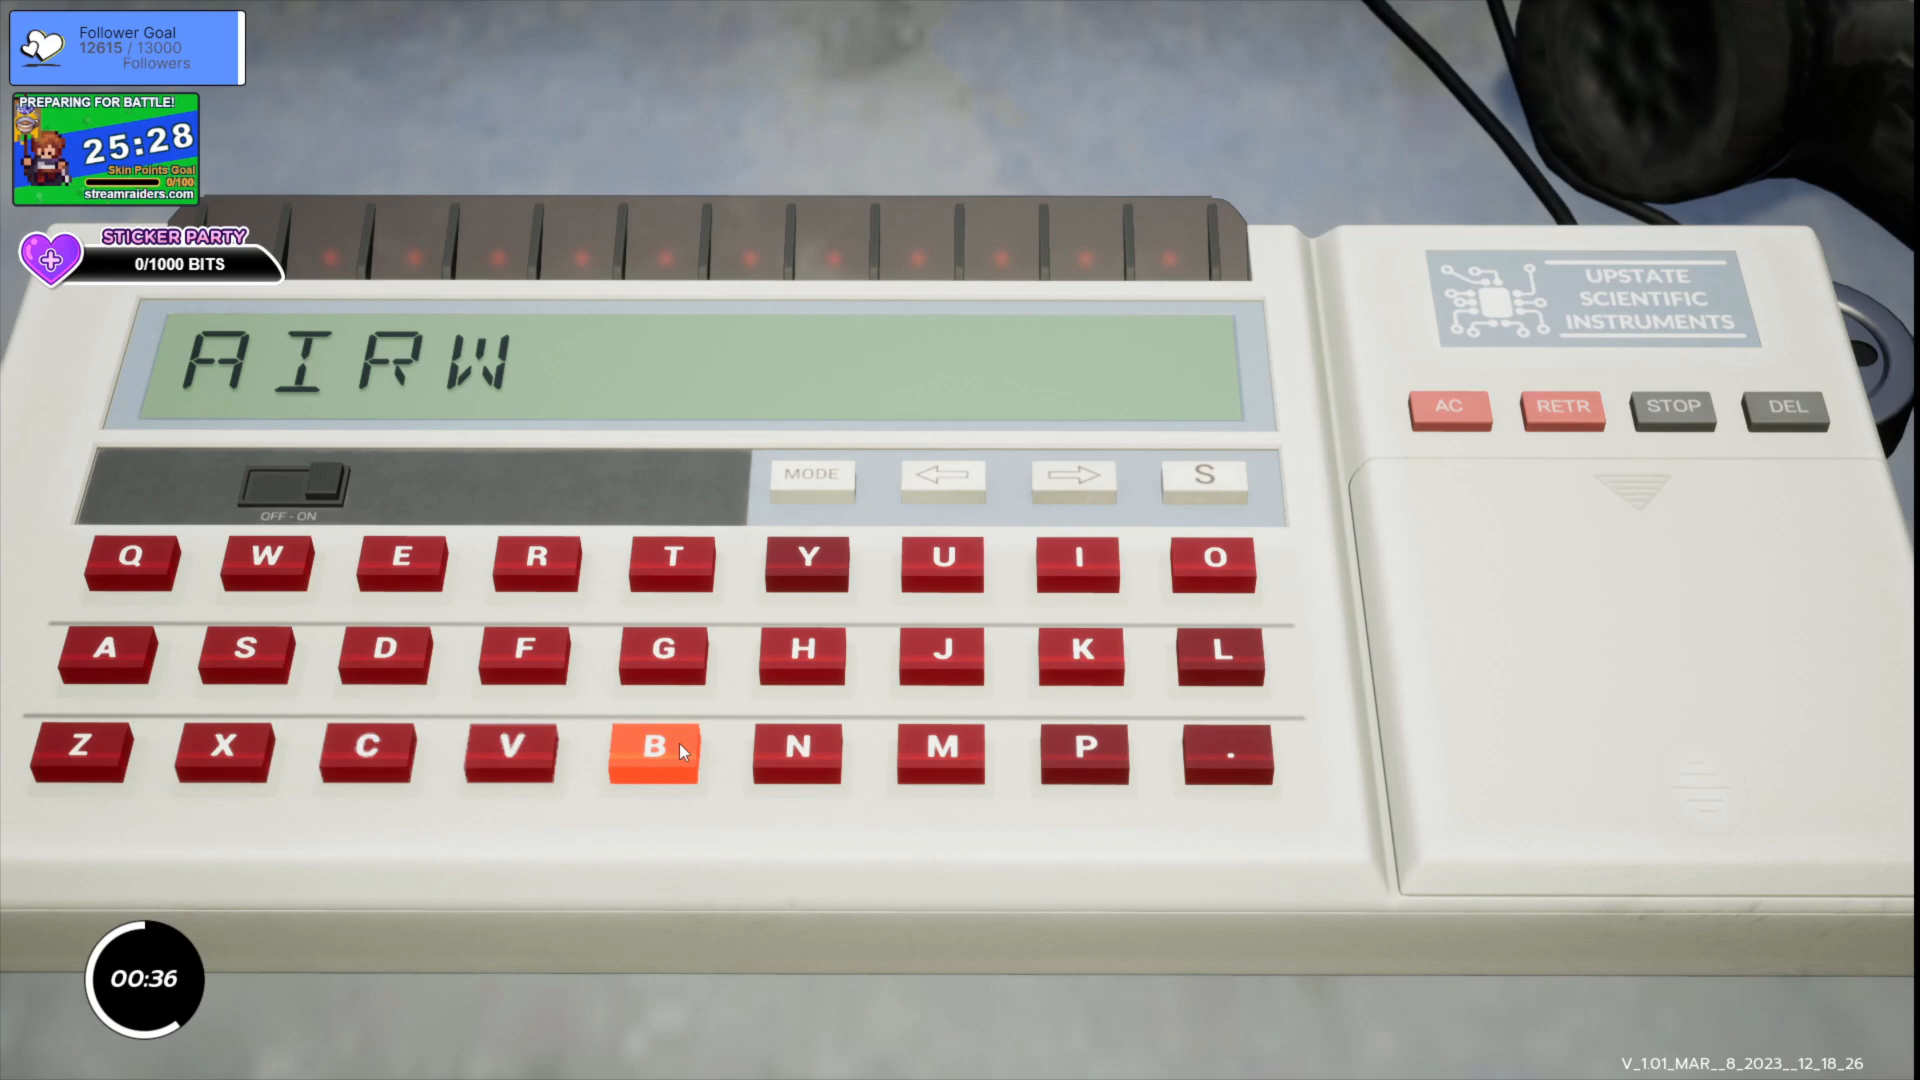 Follower Goal
12615 / 13000
Followers
PREPARING FOR BATTLE!
25:28
Skin Points Goal
0/100
streamraiders.com
STICKER PARTY
0/1000 BITS
UPSTATE
SCIENTIFIC
INSTRUMENTS
AIRW
AC RETR STOP DEL
MODE S
OFF - ON
Q W E R T Y U I O
A S D F G H J K L
Z X C V B N M P .
00:36
V_1.01_MAR__8_2023__12_18_26